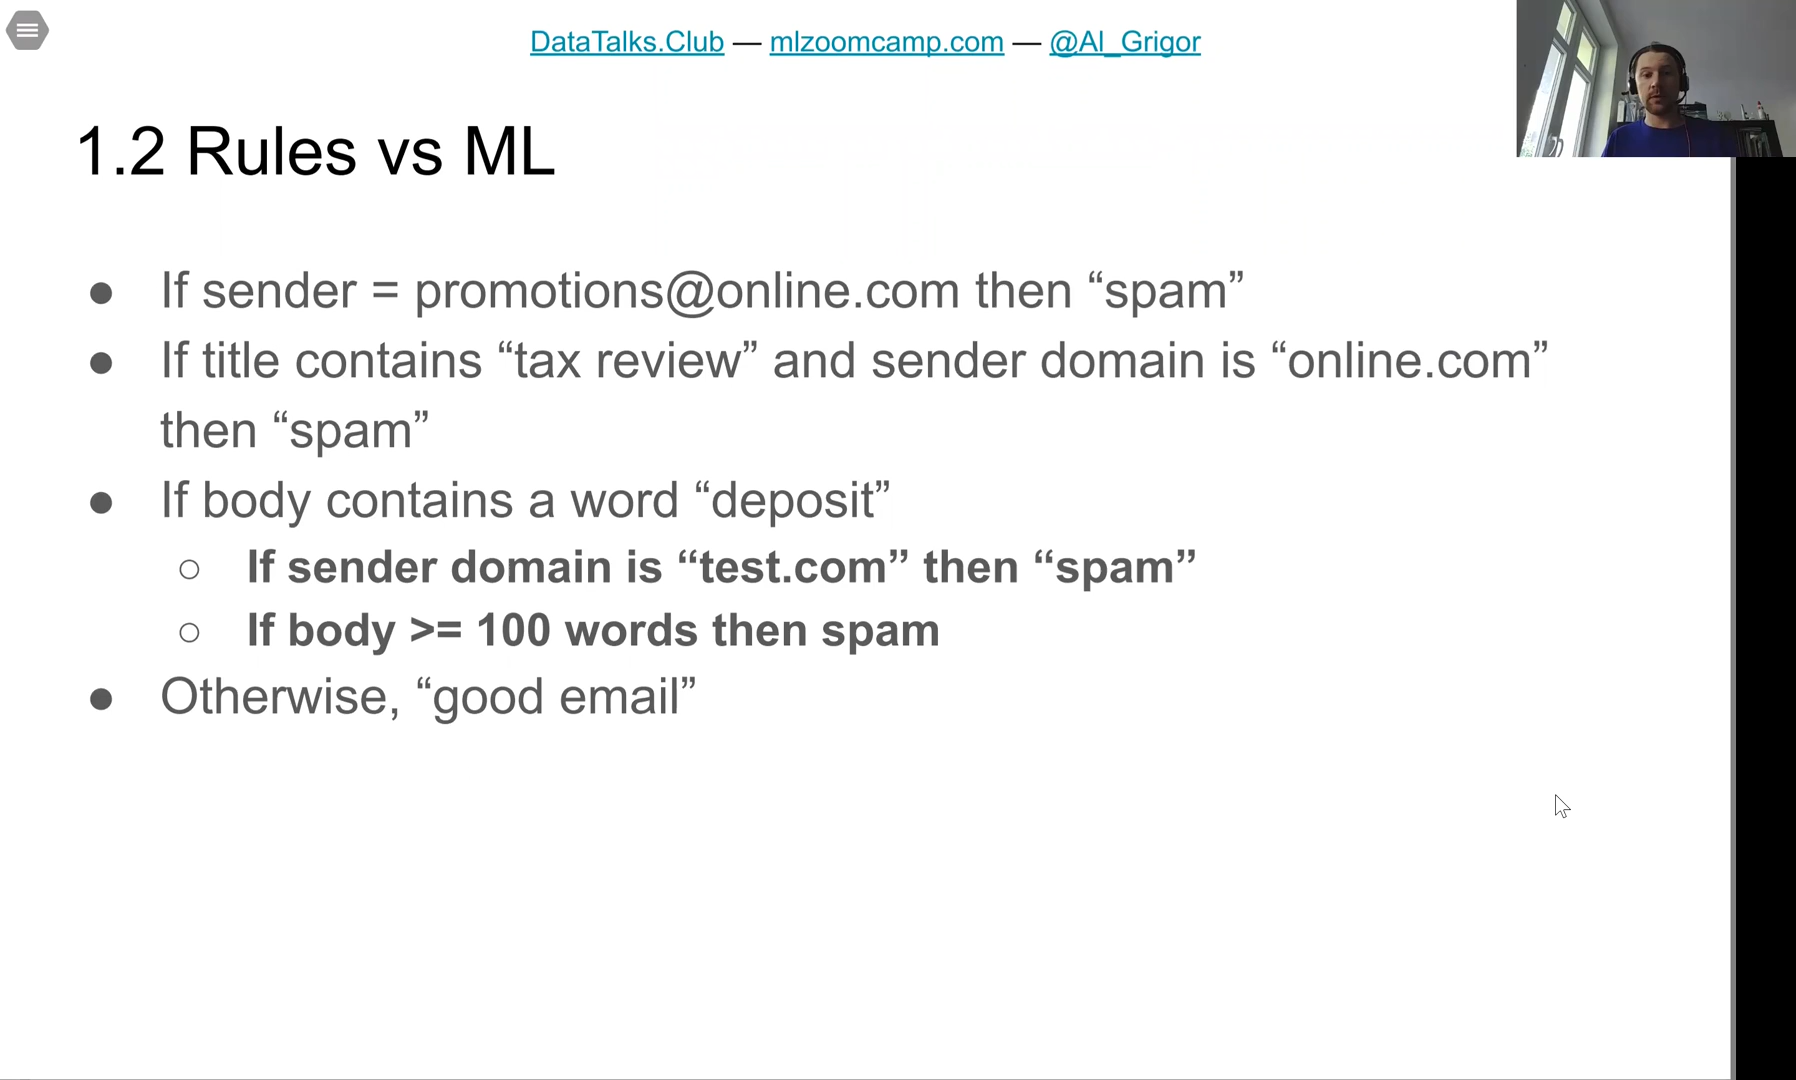 DataTalks.Club — mlzoomcamp.com — @Al_Grigor
1.2 Rules vs ML
● If sender = promotions@online.com then “spam”
● If title contains “tax review” and sender domain is “online.com”
then “spam”
● If body contains a word “deposit”
○ If sender domain is “test.com” then “spam”
○ If body >= 100 words then spam
● Otherwise, “good email”